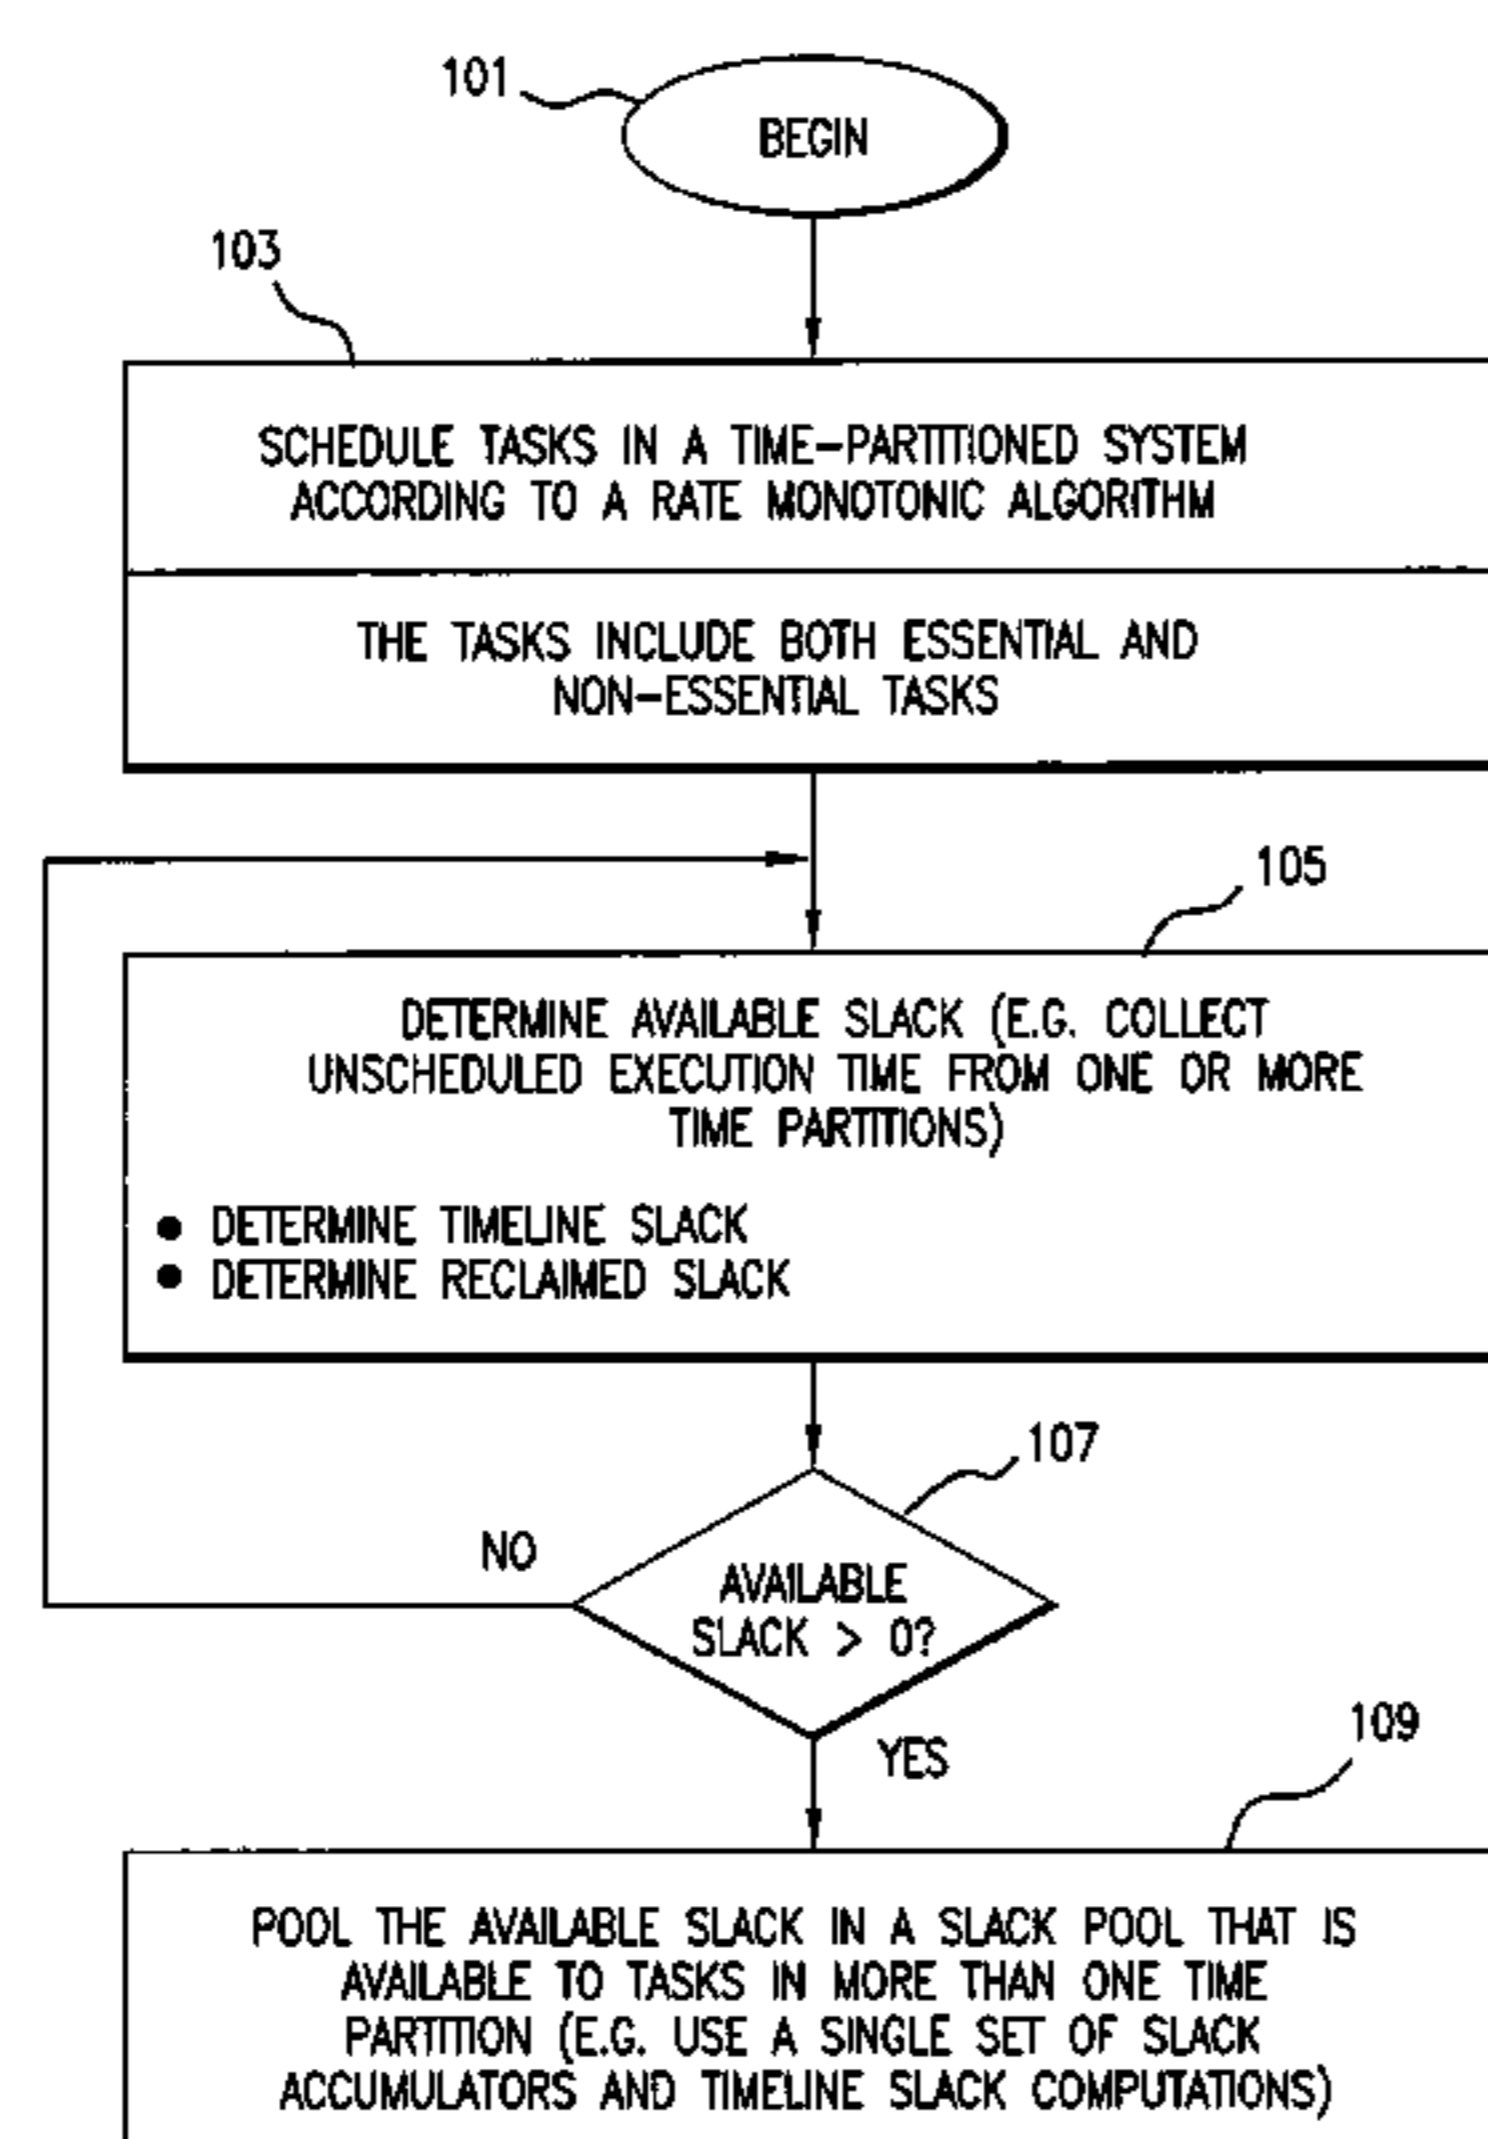 101
BEGIN
103
SCHEDULE TASKS IN A TIME-PARTITIONED SYSTEM
ACCORDING TO A RATE MONOTONIC ALGORITHM
THE TASKS INCLUDE BOTH ESSENTIAL AND
NON-ESSENTIAL TASKS
105
DETERMINE AVAILABLE SLACK (E.G. COLLECT
UNSCHEDULED EXECUTION TIME FROM ONE OR MORE
TIME PARTITIONS)
● DETERMINE TIMELINE SLACK
● DETERMINE RECLAIMED SLACK
107
NO
AVAILABLE
SLACK > 0?
YES
109
POOL THE AVAILABLE SLACK IN A SLACK POOL THAT IS
AVAILABLE TO TASKS IN MORE THAN ONE TIME
PARTITION (E.G. USE A SINGLE SET OF SLACK
ACCUMULATORS AND TIMELINE SLACK COMPUTATIONS)